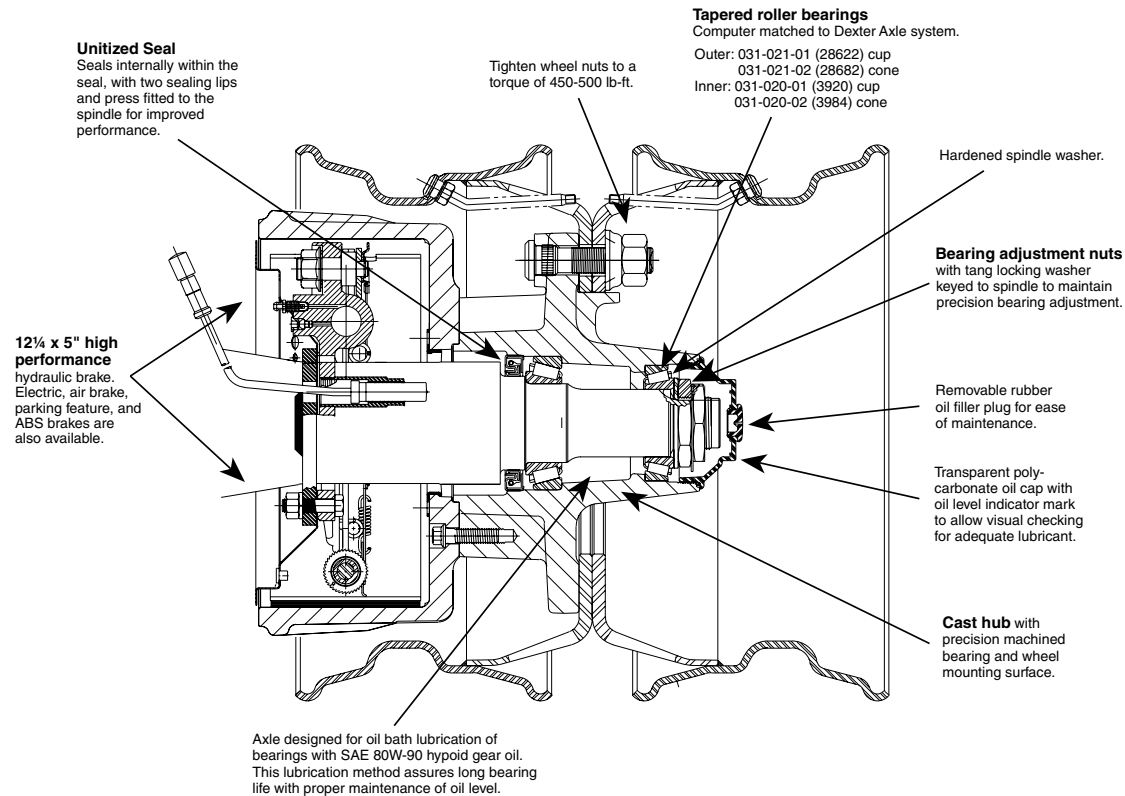 Tapered roller bearings
Computer matched to Dexter Axle system.
Outer: 031-021-01 (28622) cup
031-021-02 (28682) cone
Inner: 031-020-01 (3920) cup
031-020-02 (3984) cone
Unitized Seal
Seals internally within the
seal, with two sealing lips
and press fitted to the
spindle for improved
performance.
Tighten wheel nuts to a
torque of 450-500 lb-ft.
Hardened spindle washer.
Bearing adjustment nuts
with tang locking washer
keyed to spindle to maintain
precision bearing adjustment.
12¼ x 5" high
performance
hydraulic brake.
Electric, air brake,
parking feature, and
ABS brakes are
also available.
Removable rubber
oil filler plug for ease
of maintenance.
Transparent poly-
carbonate oil cap with
oil level indicator mark
to allow visual checking
for adequate lubricant.
Cast hub with
precision machined
bearing and wheel
mounting surface.
Axle designed for oil bath lubrication of
bearings with SAE 80W-90 hypoid gear oil.
This lubrication method assures long bearing
life with proper maintenance of oil level.